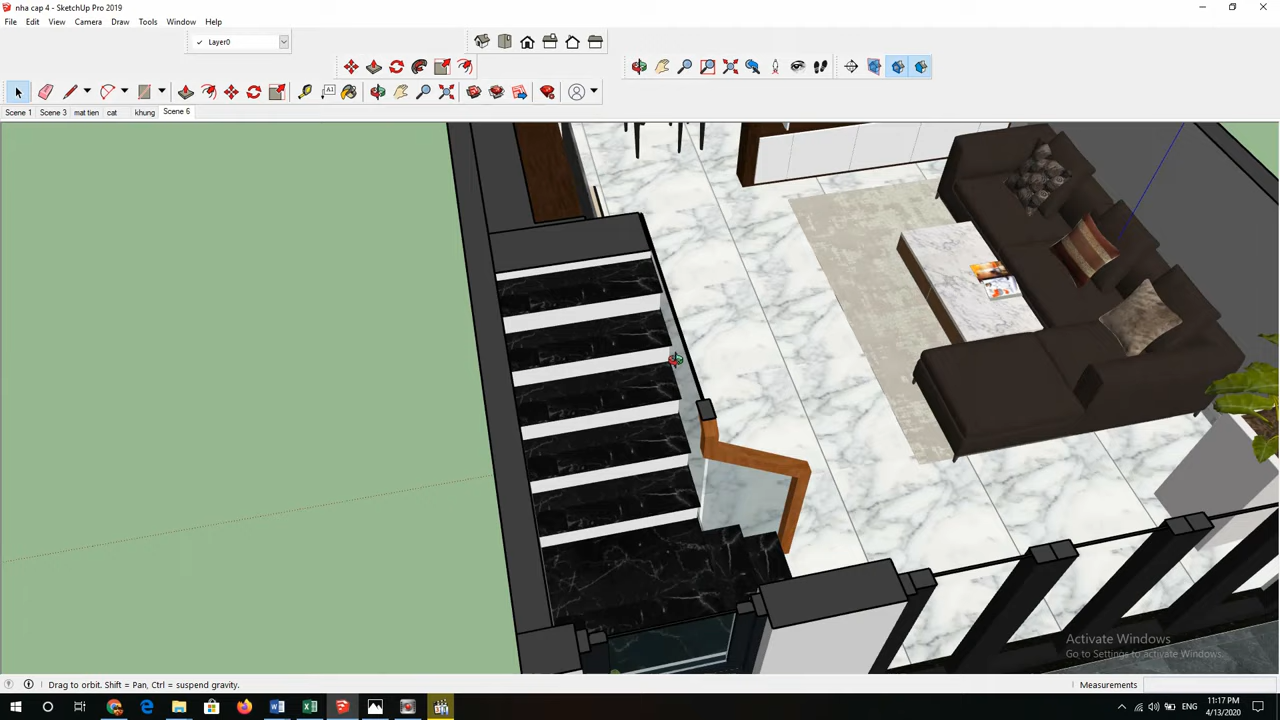 nha cap 4 - SketchUp Pro 2019
File Edit View Camera Draw Tools Window Help
Layer0
Scene 1 Scene 3 mat tien cat khung Scene 6
Activate Windows
Go to Settings to activate Windows.
Drag to orbit. Shift = Pan, Ctrl = suspend gravity.
Measurements
ENG
11:17 PM
4/13/2020